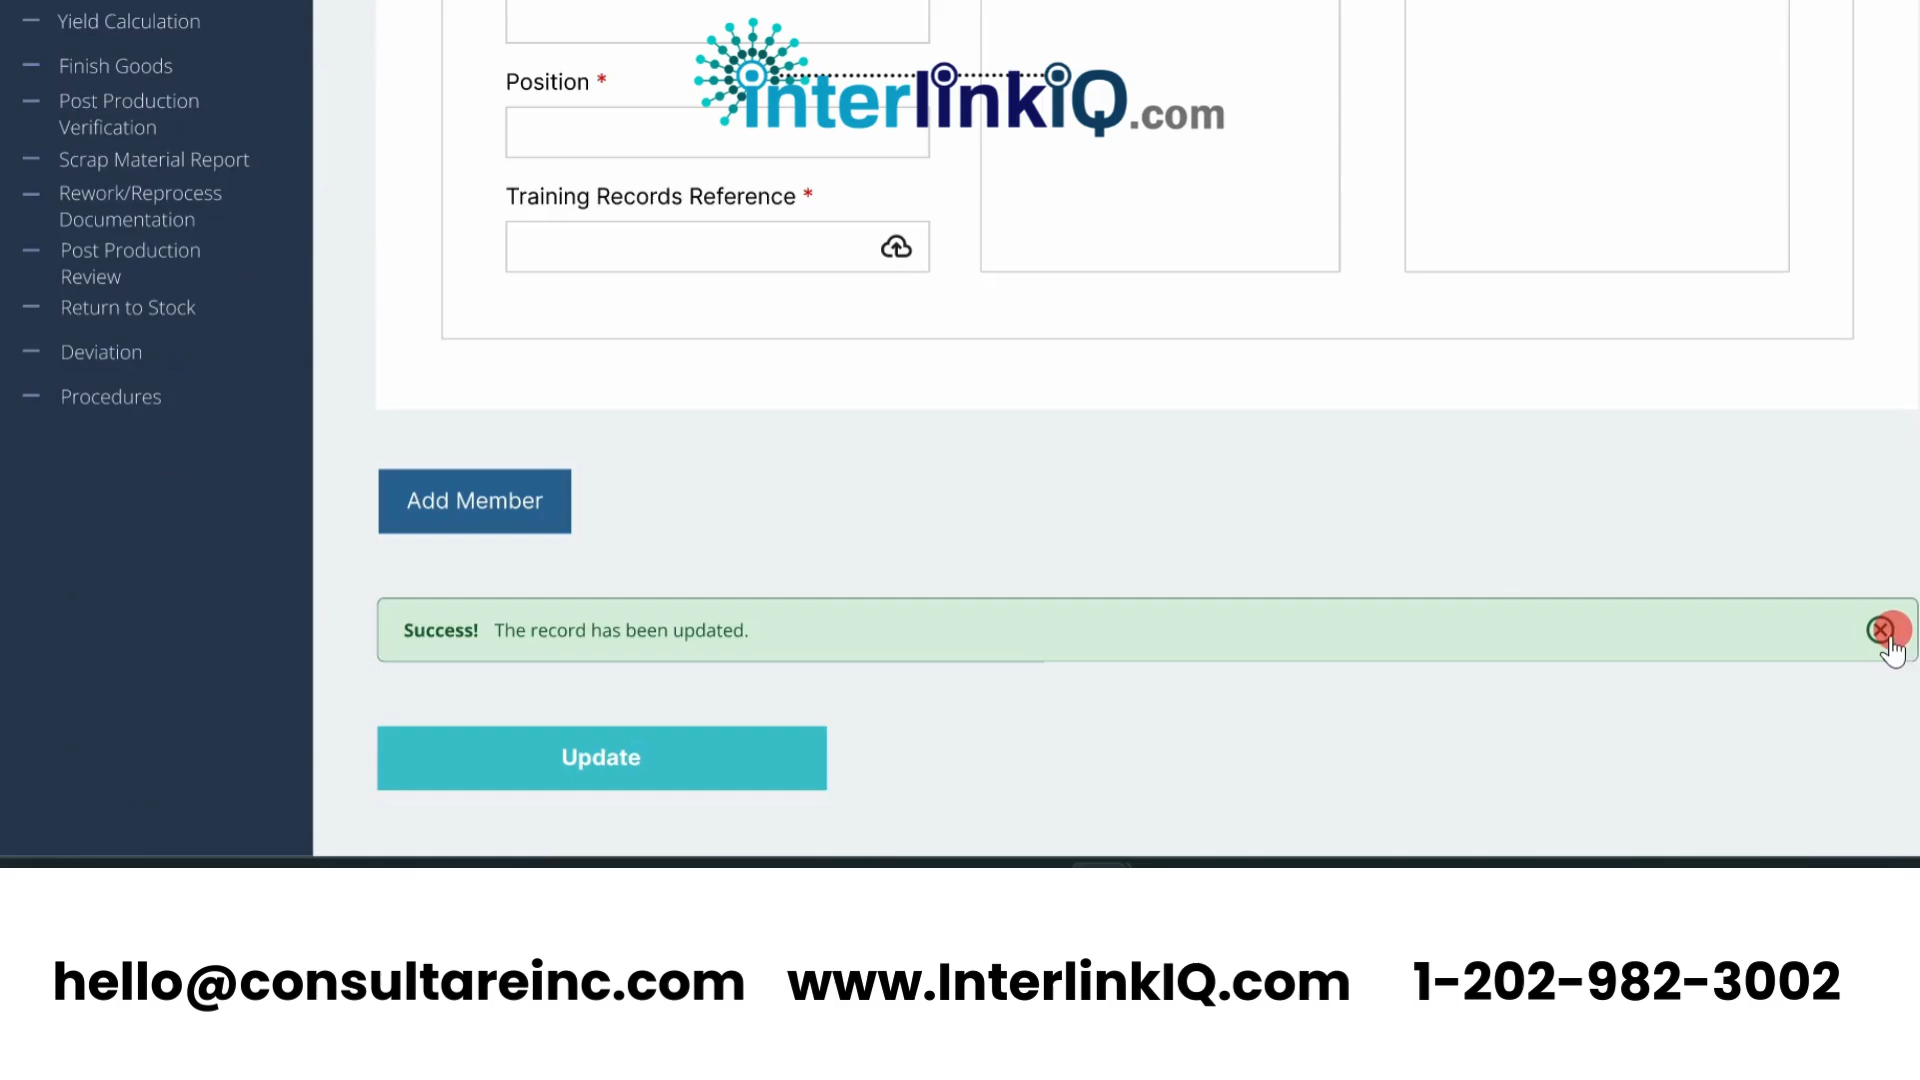 Yield Calculation
Finish Goods
Post Production
Verification
Scrap Material Report
Rework/Reprocess
Documentation
Post Production
Review
Return to Stock
Deviation
Procedures
interlinkIQ.com
Position *
Training Records Reference *
Add Member
Success! The record has been updated.
Update
hello@consultareinc.com www.InterlinkIQ.com 1-202-982-3002